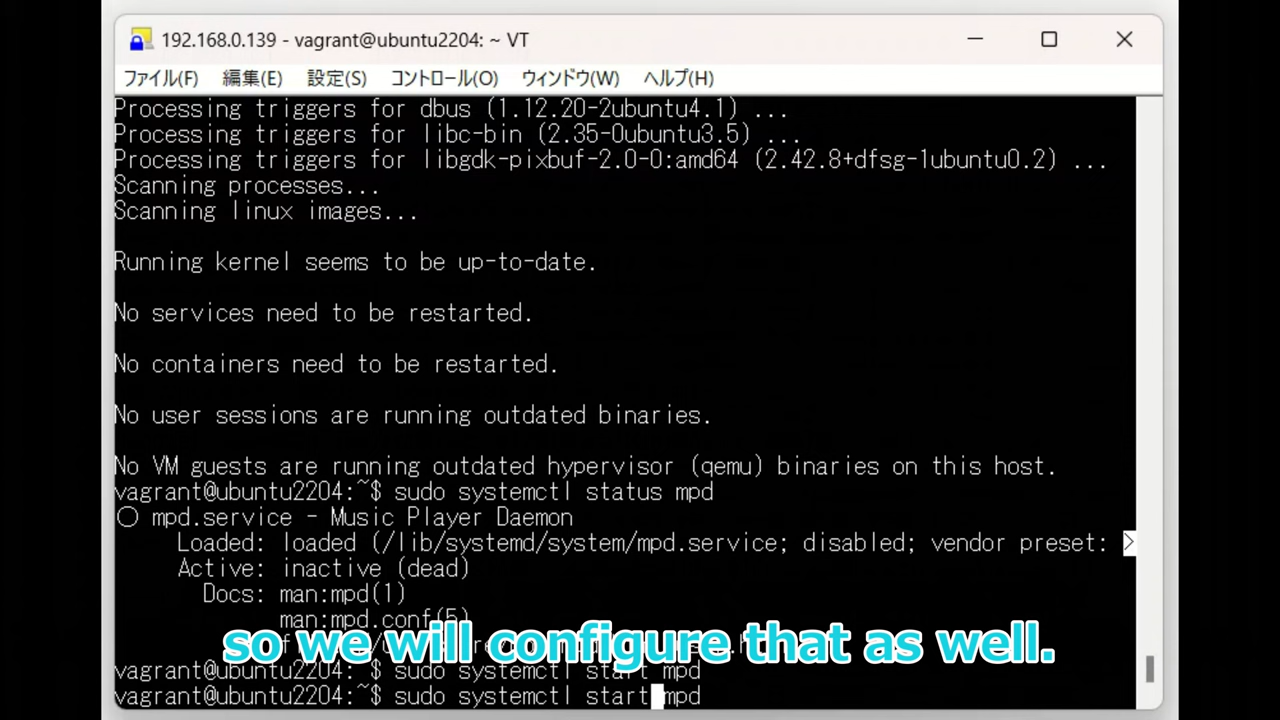 192.168.0.139 - vagrant@ubuntu2204: ~ VT
ファイル(F) 編集(E) 設定(S) コントロール(O) ウィンドウ(W) ヘルプ(H)
Processing triggers for dbus (1.12.20-2ubuntu4.1) ...
Processing triggers for libc-bin (2.35-0ubuntu3.5) ...
Processing triggers for libgdk-pixbuf-2.0-0:amd64 (2.42.8+dfsg-1ubuntu0.2) ...
Scanning processes...
Scanning linux images...
Running kernel seems to be up-to-date.
No services need to be restarted.
No containers need to be restarted.
No user sessions are running outdated binaries.
No VM guests are running outdated hypervisor (qemu) binaries on this host.
vagrant@ubuntu2204:~$ sudo systemctl status mpd
○ mpd.service - Music Player Daemon
Loaded: loaded (/lib/systemd/system/mpd.service; disabled; vendor preset: >
Active: inactive (dead)
Docs: man:mpd(1)
man:mpd.conf(5)
so we will configure that as well.
vagrant@ubuntu2204:~$ sudo systemctl start mpd
vagrant@ubuntu2204:~$ sudo systemctl start mpd